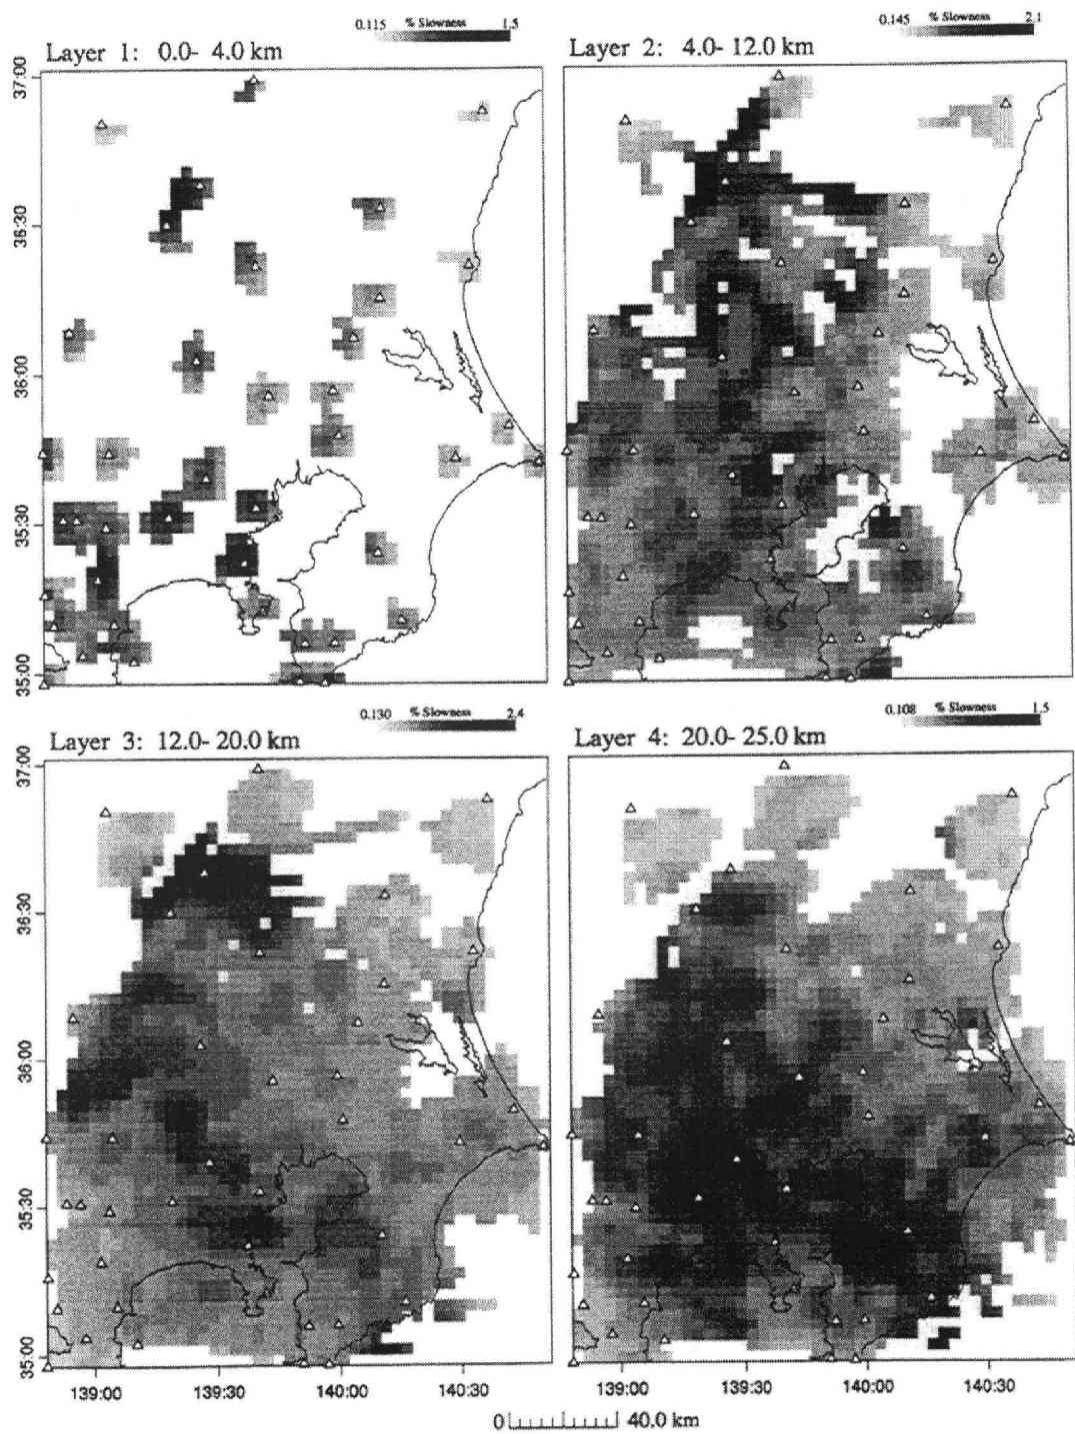 0.115 % Slowness 1.5
Layer 1: 0.0- 4.0 km
0.145 % Slowness 2.1
Layer 2: 4.0- 12.0 km
37:00
36:30
36:00
35:30
35:00
0.130 % Slowness 2.4
Layer 3: 12.0- 20.0 km
0.108 % Slowness 1.5
Layer 4: 20.0- 25.0 km
37:00
36:30
36:00
35:30
35:00
139:00 139:30 140:00 140:30
139:00 139:30 140:00 140:30
0 40.0 km